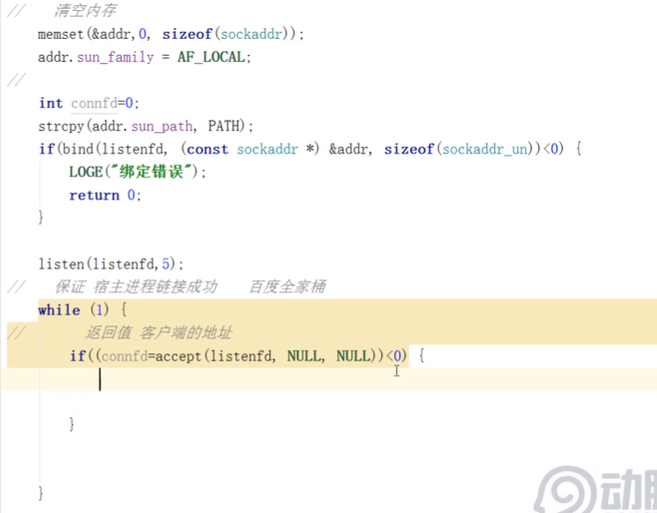 // 清空内存
memset(&addr,0, sizeof(sockaddr));
addr.sun_family = AF_LOCAL;
//
int connfd=0;
strcpy(addr.sun_path, PATH);
if(bind(listenfd, (const sockaddr *) &addr, sizeof(sockaddr_un))<0) {
LOGE("绑定错误");
return 0;
}
listen(listenfd,5);
// 保证 宿主进程链接成功 百度全家桶
while (1) {
// 返回值 客户端的地址
if((connfd=accept(listenfd, NULL, NULL))<0) {
}
}
动